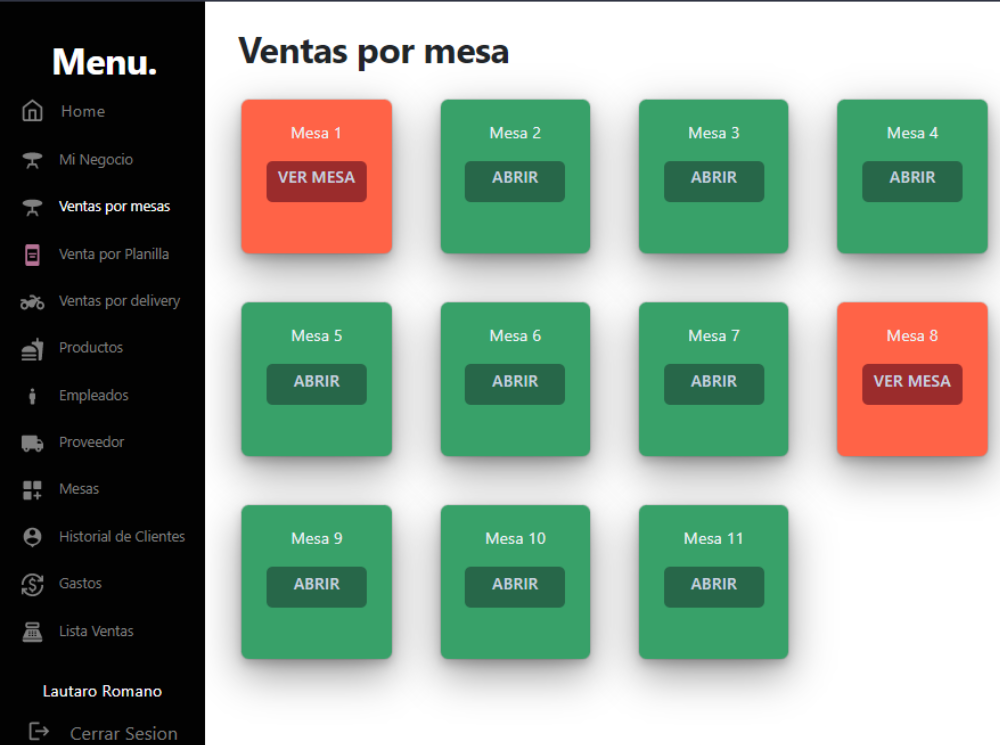 Menu.
Home
Mi Negocio
Ventas por mesas
Venta por Planilla
Ventas por delivery
Productos
Empleados
Proveedor
Mesas
Historial de Clientes
Gastos
Lista Ventas
Lautaro Romano
Cerrar Sesion
Ventas por mesa
Mesa 1
VER MESA
Mesa 2
ABRIR
Mesa 3
ABRIR
Mesa 4
ABRIR
Mesa 5
ABRIR
Mesa 6
ABRIR
Mesa 7
ABRIR
Mesa 8
VER MESA
Mesa 9
ABRIR
Mesa 10
ABRIR
Mesa 11
ABRIR